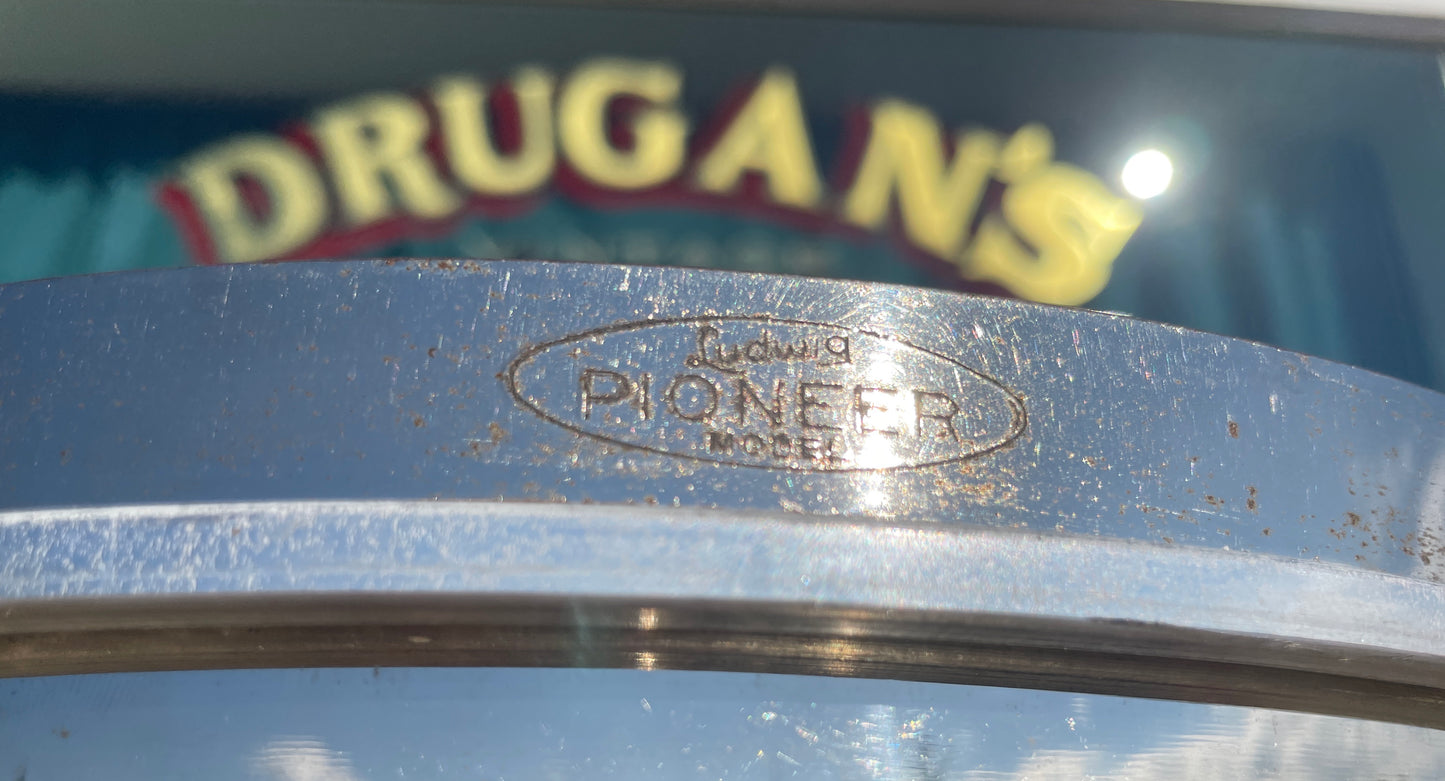 DRUGAN'S
Ludwig
PIONEER
MODEL